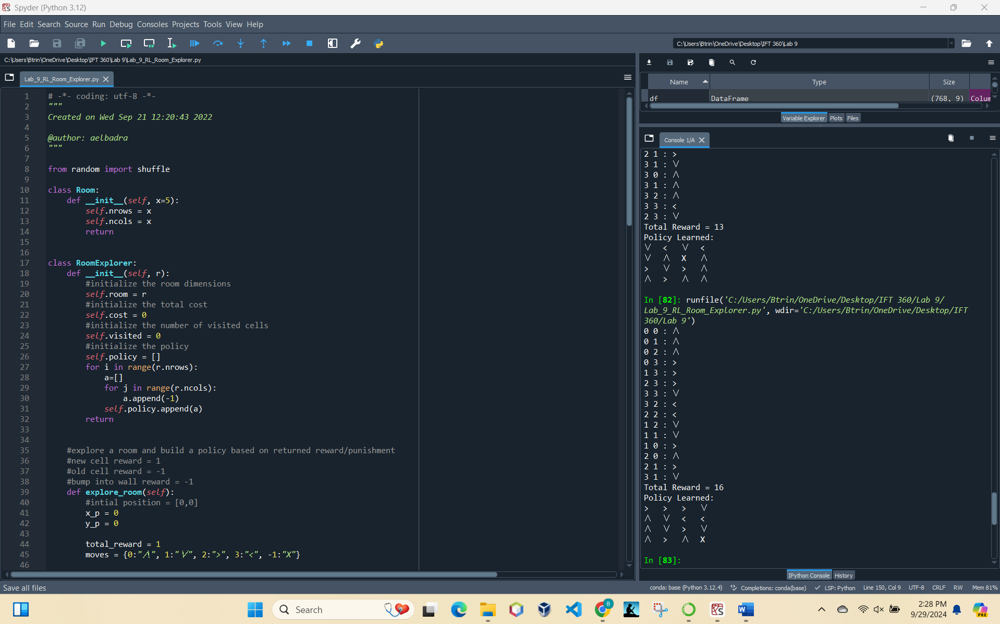 Spyder (Python 3.12)
File Edit Search Source Run Debug Consoles Projects Tools View Help
C:\Users\Btrin\OneDrive\Desktop\IFT 360\Lab 9
C:\Users\Btrin\OneDrive\Desktop\IFT 360\Lab 9\Lab_9_RL_Room_Explorer.py
Lab_9_RL_Room_Explorer.py
1 # -*- coding: utf-8 -*-
2 """
3 Created on Wed Sep 21 12:20:43 2022
4
5 @author: aelbadra
6 """
7
8 from random import shuffle
9
10 class Room:
11     def __init__(self, x=5):
12         self.nrows = x
13         self.ncols = x
14         return
15
16
17 class RoomExplorer:
18     def __init__(self, r):
19         #initialize the room dimensions
20         self.room = r
21         #initialize the total cost
22         self.cost = 0
23         #initialize the number of visited cells
24         self.visited = 0
25         #initialize the policy
26         self.policy = []
27         for i in range(r.nrows):
28             a=[]
29             for j in range(r.ncols):
30                 a.append(-1)
31             self.policy.append(a)
32         return
33
34
35     #explore a room and build a policy based on returned reward/punishment
36     #new cell reward = 1
37     #old cell reward = -1
38     #bump into wall reward = -1
39     def explore_room(self):
40         #intial position = [0,0]
41         x_p = 0
42         y_p = 0
43
44         total_reward = 1
45         moves = {0:"/\", 1:"\/", 2:">", 3:"<", -1:"X"}
46
Name Type Size
df DataFrame (768, 9) Colum
Variable Explorer Plots Files
Console 1/A
2 1 : >
3 1 : \/
3 0 : /\
3 1 : /\
3 2 : /\
3 3 : <
2 3 : \/
Total Reward = 13
Policy Learned:
\/ < \/ <
\/ /\ X /\
> \/ > /\
/\ > /\ /\
In [82]: runfile('C:/Users/Btrin/OneDrive/Desktop/IFT 360/Lab 9/
Lab_9_RL_Room_Explorer.py', wdir='C:/Users/Btrin/OneDrive/Desktop/IFT
360/Lab 9')
0 0 : /\
0 1 : /\
0 2 : /\
0 3 : >
1 3 : >
2 3 : >
3 3 : \/
3 2 : <
2 2 : <
1 2 : \/
1 1 : \/
1 0 : >
2 0 : /\
2 1 : >
3 1 : \/
Total Reward = 16
Policy Learned:
> > > \/
/\ \/ < <
/\ \/ > \/
/\ > /\ X
In [83]:
IPython Console History
Save all files
conda: base (Python 3.12.4) Completions: conda(base) LSP: Python Line 150, Col 9 UTF-8 CRLF RW Mem 81%
Search
B
PRE
2:28 PM
9/29/2024